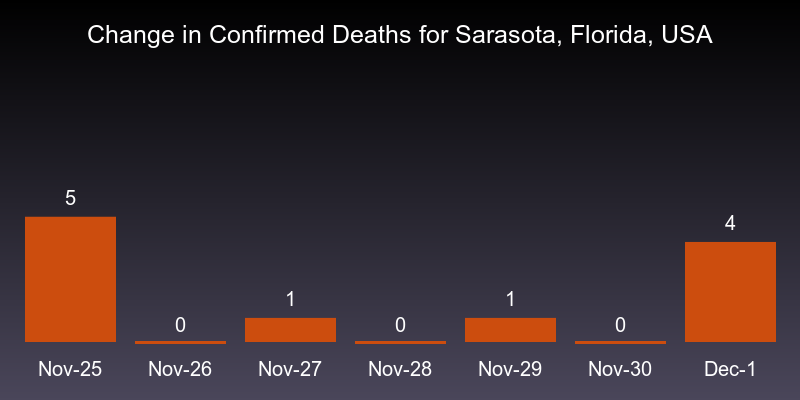 Change in Confirmed Deaths for Sarasota, Florida, USA
5
0
1
0
1
0
4
Nov-25
Nov-26
Nov-27
Nov-28
Nov-29
Nov-30
Dec-1